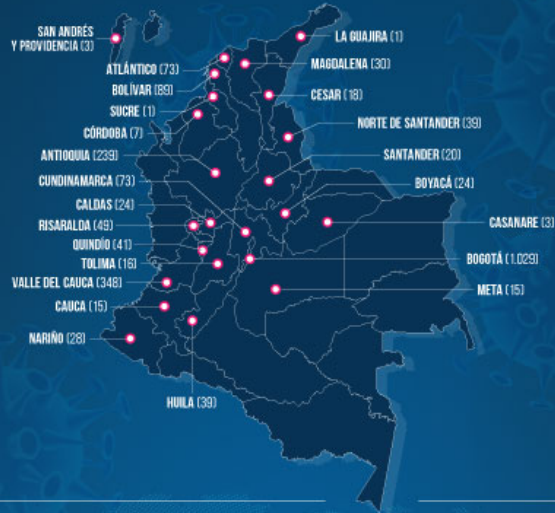 SAN ANDRÉS
Y PROVIDENCIA (3)
LA GUAJIRA (1)
ATLÁNTICO (73)
MAGDALENA (30)
BOLÍVAR (89)
CESAR (18)
SUCRE (1)
NORTE DE SANTANDER (39)
CÓRDOBA (7)
ANTIOQUIA (239)
SANTANDER (20)
CUNDINAMARCA (73)
BOYACÁ (24)
CALDAS (24)
RISARALDA (49)
CASANARE (3)
QUINDÍO (41)
TOLIMA (16)
BOGOTÁ (1.029)
VALLE DEL CAUCA (348)
META (15)
CAUCA (15)
NARIÑO (28)
HUILA (39)